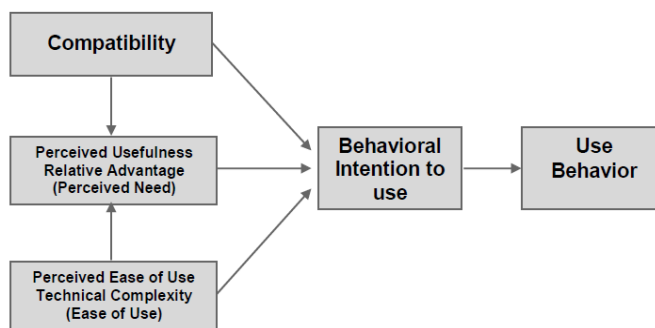 Compatibility
Perceived Usefulness
Relative Advantage
(Perceived Need)
Perceived Ease of Use
Technical Complexity
(Ease of Use)
Behavioral
Intention to
use
Use
Behavior